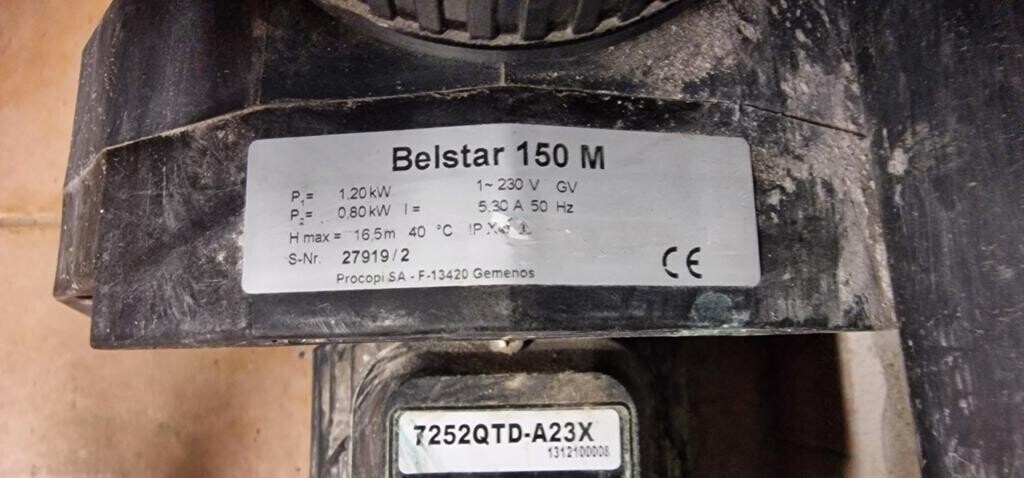 Belstar 150 M
P1= 1.20 kW 1~ 230 V GV
P2= 0.80 kW I = 5.30 A 50 Hz
H max = 16,5m 40 °C
S-Nr. 27919 / 2
Procopi SA - F-13420 Gemenos
CE
7252QTD-A23X
1312100008